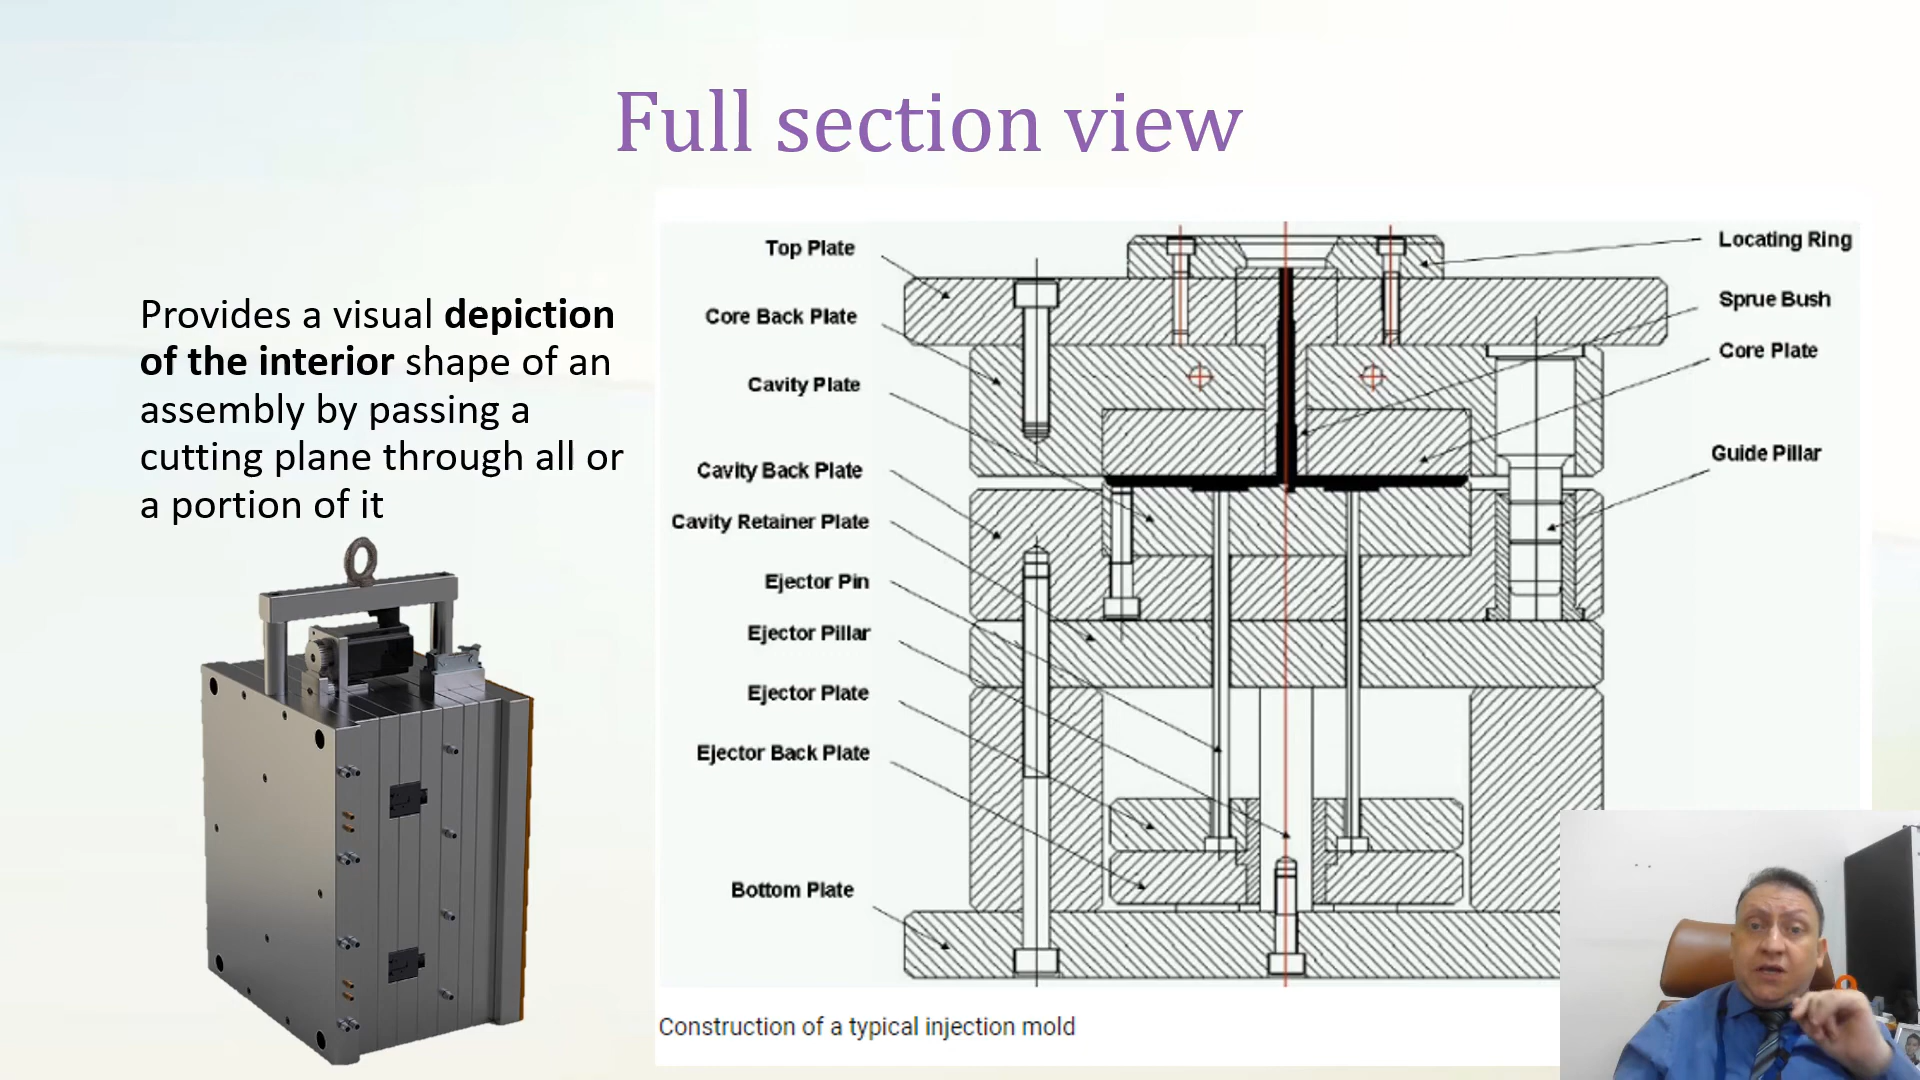 Full section view
Provides a visual depiction
of the interior shape of an
assembly by passing a
cutting plane through all or
a portion of it
Top Plate
Core Back Plate
Cavity Plate
Cavity Back Plate
Cavity Retainer Plate
Ejector Pin
Ejector Pillar
Ejector Plate
Ejector Back Plate
Bottom Plate
Locating Ring
Sprue Bush
Core Plate
Guide Pillar
Construction of a typical injection mold